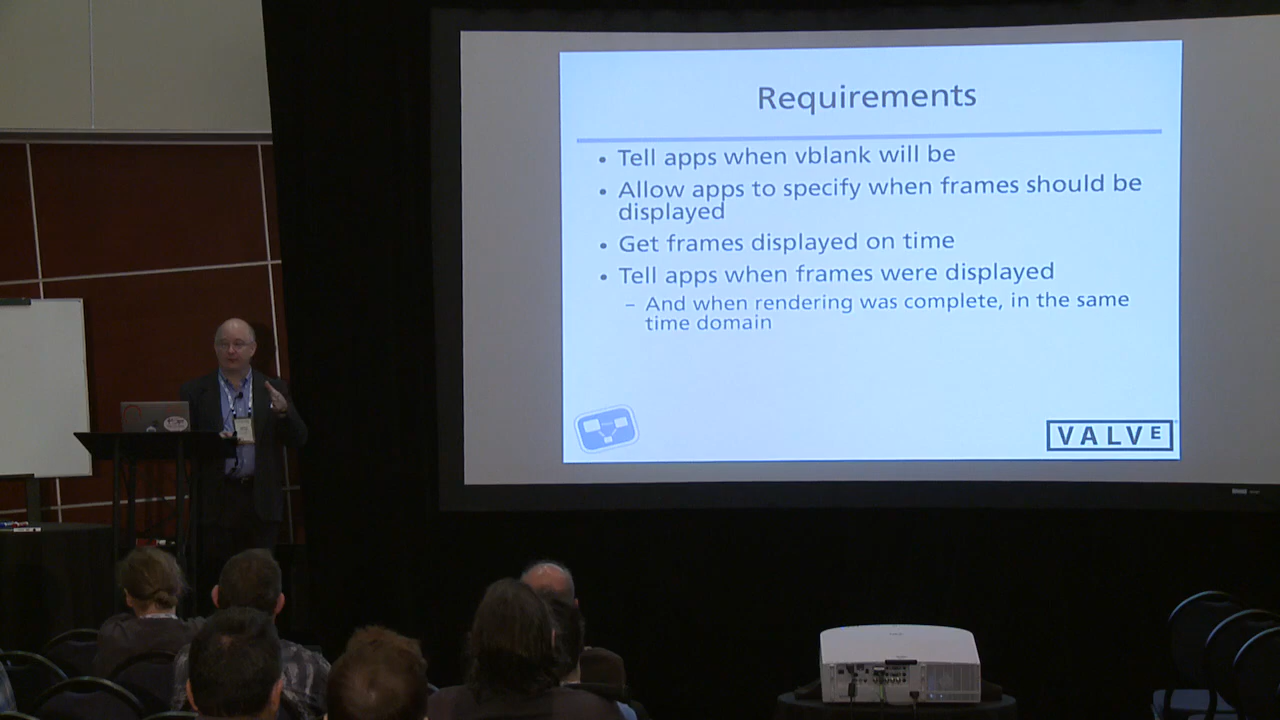 Requirements
• Tell apps when vblank will be
• Allow apps to specify when frames should be
displayed
• Get frames displayed on time
• Tell apps when frames were displayed
– And when rendering was complete, in the same
time domain
VALVE